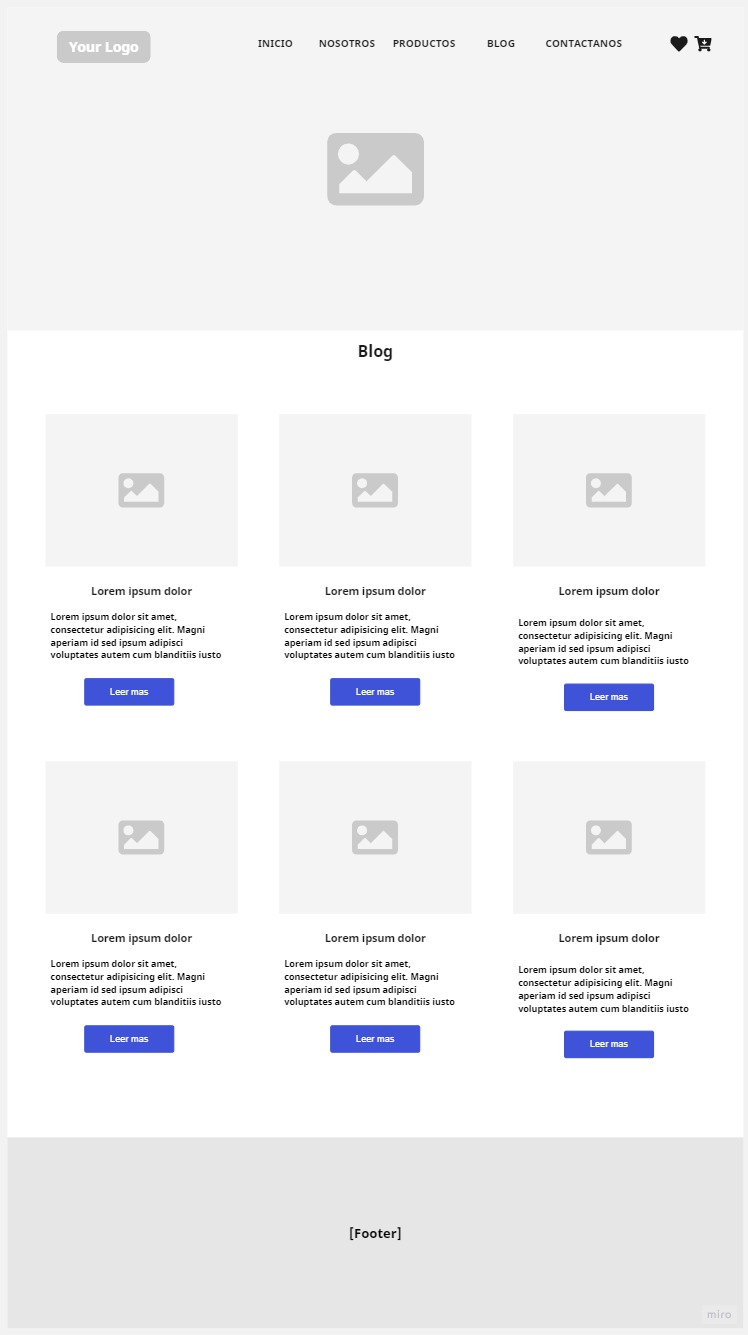 Your Logo
INICIO NOSOTROS PRODUCTOS BLOG CONTACTANOS
Blog
Lorem ipsum dolor
Lorem ipsum dolor sit amet,
consectetur adipisicing elit. Magni
aperiam id sed ipsum adipisci
voluptates autem cum blanditiis iusto
Leer mas
Lorem ipsum dolor
Lorem ipsum dolor sit amet,
consectetur adipisicing elit. Magni
aperiam id sed ipsum adipisci
voluptates autem cum blanditiis iusto
Leer mas
Lorem ipsum dolor
Lorem ipsum dolor sit amet,
consectetur adipisicing elit. Magni
aperiam id sed ipsum adipisci
voluptates autem cum blanditiis iusto
Leer mas
Lorem ipsum dolor
Lorem ipsum dolor sit amet,
consectetur adipisicing elit. Magni
aperiam id sed ipsum adipisci
voluptates autem cum blanditiis iusto
Leer mas
Lorem ipsum dolor
Lorem ipsum dolor sit amet,
consectetur adipisicing elit. Magni
aperiam id sed ipsum adipisci
voluptates autem cum blanditiis iusto
Leer mas
Lorem ipsum dolor
Lorem ipsum dolor sit amet,
consectetur adipisicing elit. Magni
aperiam id sed ipsum adipisci
voluptates autem cum blanditiis iusto
Leer mas
[Footer]
miro